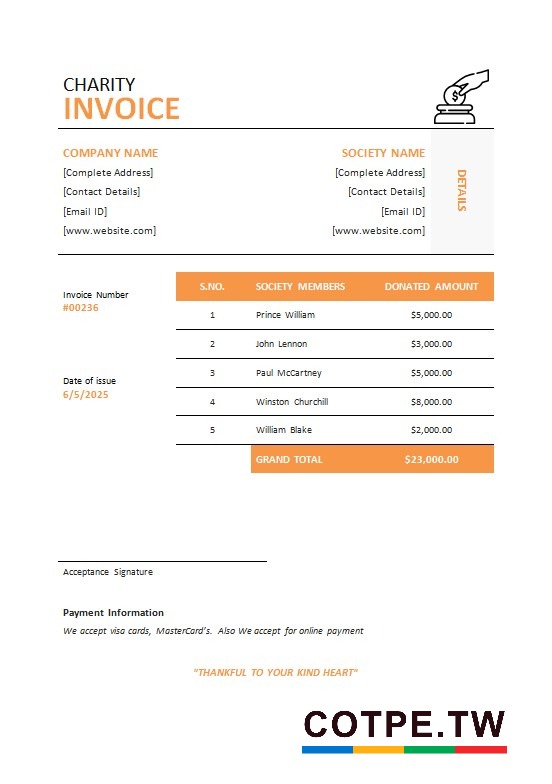 CHARITY
INVOICE
COMPANY NAME
[Complete Address]
[Contact Details]
[Email ID]
[www.website.com]
SOCIETY NAME
[Complete Address]
[Contact Details]
[Email ID]
[www.website.com]
DETAILS
Invoice Number
#00236
Date of issue
6/5/2025
S.NO. SOCIETY MEMBERS DONATED AMOUNT
1 Prince William $5,000.00
2 John Lennon $3,000.00
3 Paul McCartney $5,000.00
4 Winston Churchill $8,000.00
5 William Blake $2,000.00
GRAND TOTAL $23,000.00
Acceptance Signature
Payment Information
We accept visa cards, MasterCard's. Also We accept for online payment
"THANKFUL TO YOUR KIND HEART"
COTPE.TW